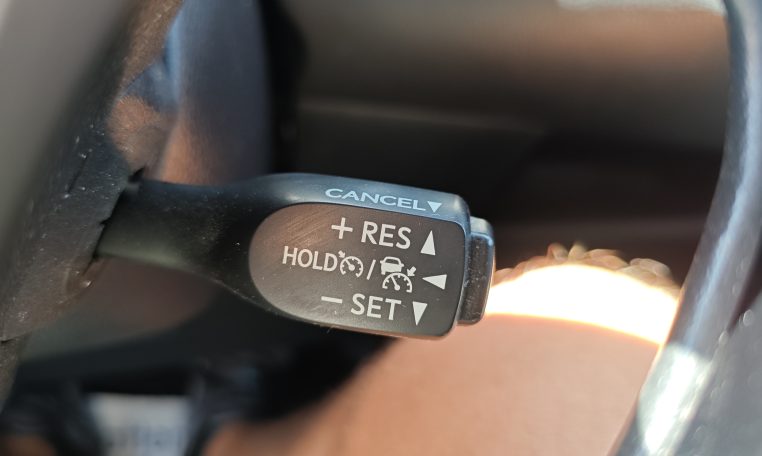 CANCEL▼
+ RES ▲
HOLD / ◀
− SET ▼